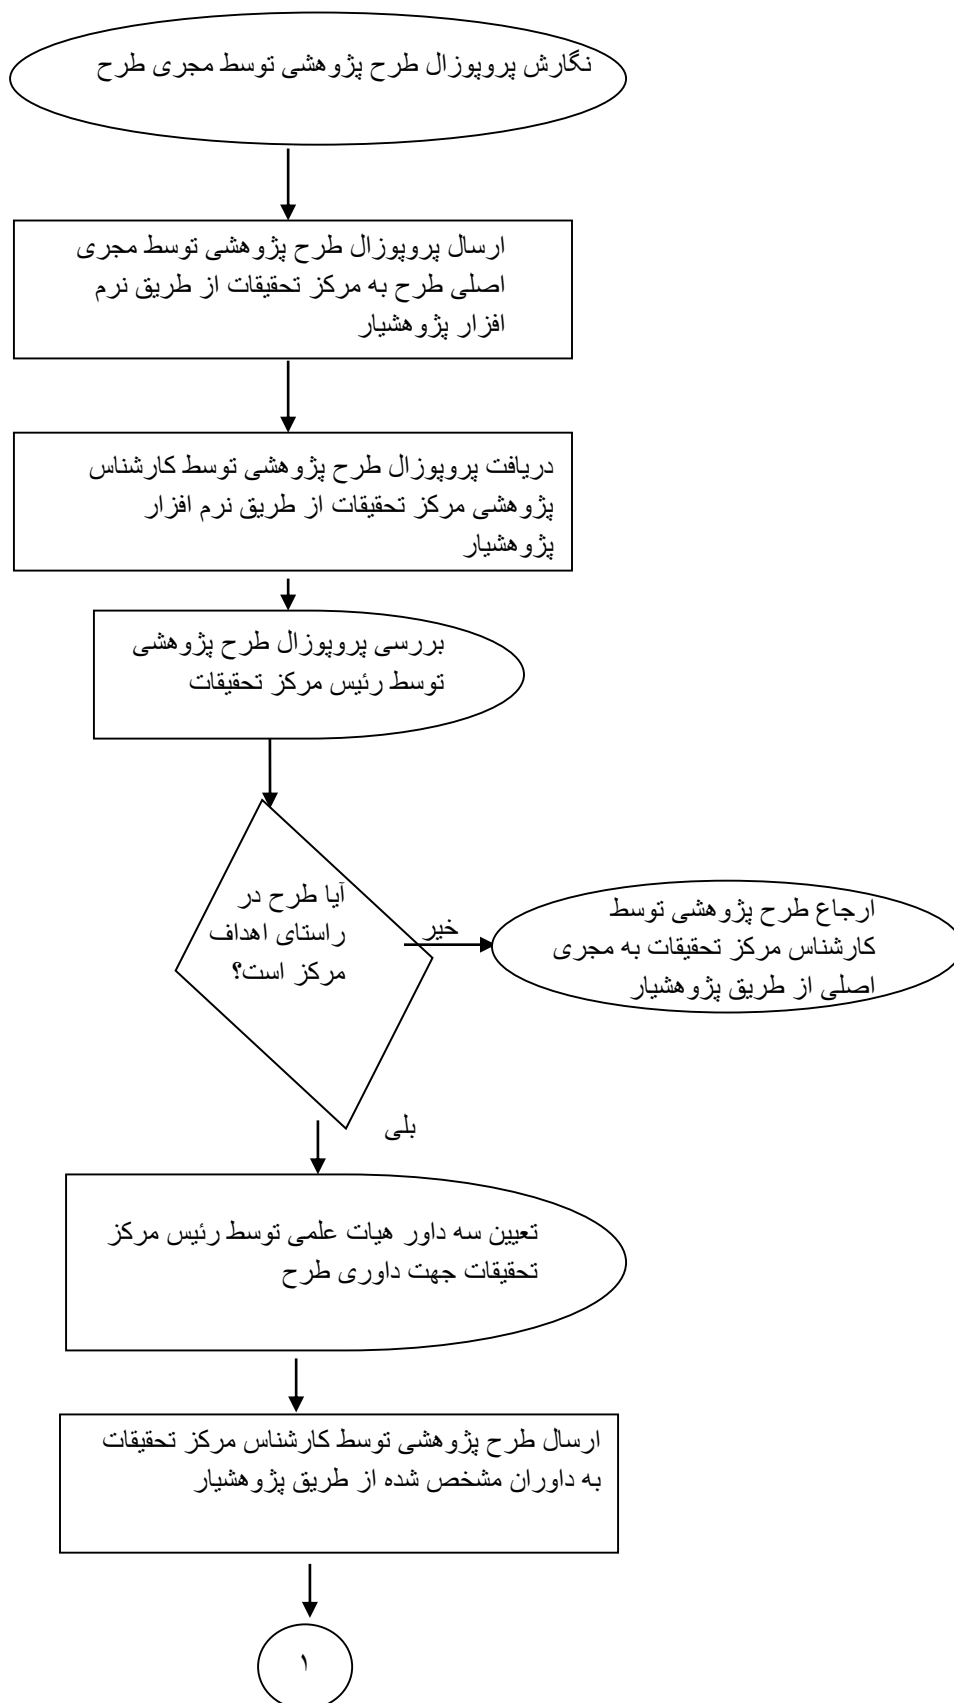 نگارش پروپوزال طرح پژوهشی توسط مجری طرح
ارسال پروپوزال طرح پژوهشی توسط مجری
اصلی طرح به مرکز تحقیقات از طریق نرم
افزار پژوهشیار
دریافت پروپوزال طرح پژوهشی توسط کارشناس
پژوهشی مرکز تحقیقات از طریق نرم افزار
پژوهشیار
بررسی پروپوزال طرح پژوهشی
توسط رئیس مرکز تحقیقات
آیا طرح در
راستای اهداف
مرکز است؟
خیر
ارجاع طرح پژوهشی توسط
کارشناس مرکز تحقیقات به مجری
اصلی از طریق پژوهشیار
بلی
تعیین سه داور هیات علمی توسط رئیس مرکز
تحقیقات جهت داوری طرح
ارسال طرح پژوهشی توسط کارشناس مرکز تحقیقات
به داوران مشخص شده از طریق پژوهشیار
۱